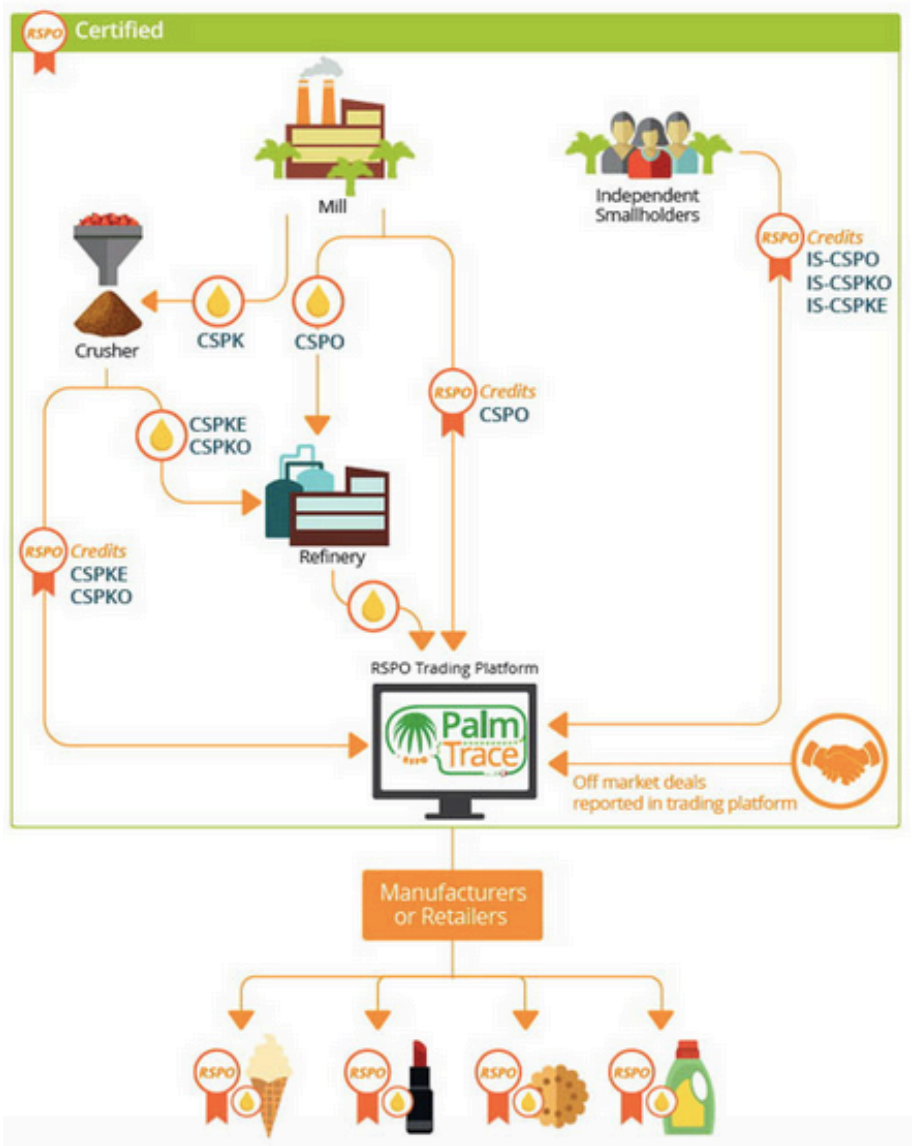 RSPO Certified
Mill
Independent
Smallholders
RSPO Credits
IS-CSPO
IS-CSPKO
IS-CSPKE
Crusher
CSPK
CSPO
RSPO Credits
CSPO
CSPKE
CSPKO
Refinery
RSPO Credits
CSPKE
CSPKO
RSPO Trading Platform
Palm
Trace
RSPO
Off market deals
reported in trading platform
Manufacturers
or Retailers
RSPO
RSPO
RSPO
RSPO